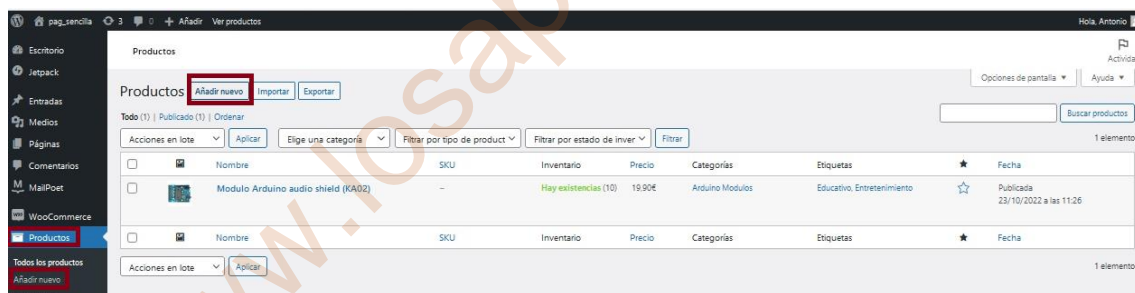 pag_sencilla 3 0 + Añadir Ver productos Hola, Antonio
Escritorio
Jetpack
Entradas
Medios
Páginas
Comentarios
MailPoet
WooCommerce
Productos
Todos los productos
Añadir nuevo
Productos
Activida
Opciones de pantalla ▼ Ayuda ▼
Productos Añadir nuevo Importar Exportar
Todo (1) | Publicado (1) | Ordenar
Buscar productos
Acciones en lote Aplicar Elige una categoría Filtrar por tipo de product Filtrar por estado de inver Filtrar 1 elemento
Nombre SKU Inventario Precio Categorías Etiquetas ★ Fecha
Modulo Arduino audio shield (KA02) – Hay existencias (10) 19,90€ Arduino Modulos Educativo, Entretenimiento ☆ Publicada
23/10/2022 a las 11:26
Nombre SKU Inventario Precio Categorías Etiquetas ★ Fecha
Acciones en lote Aplicar 1 elemento
www.losap